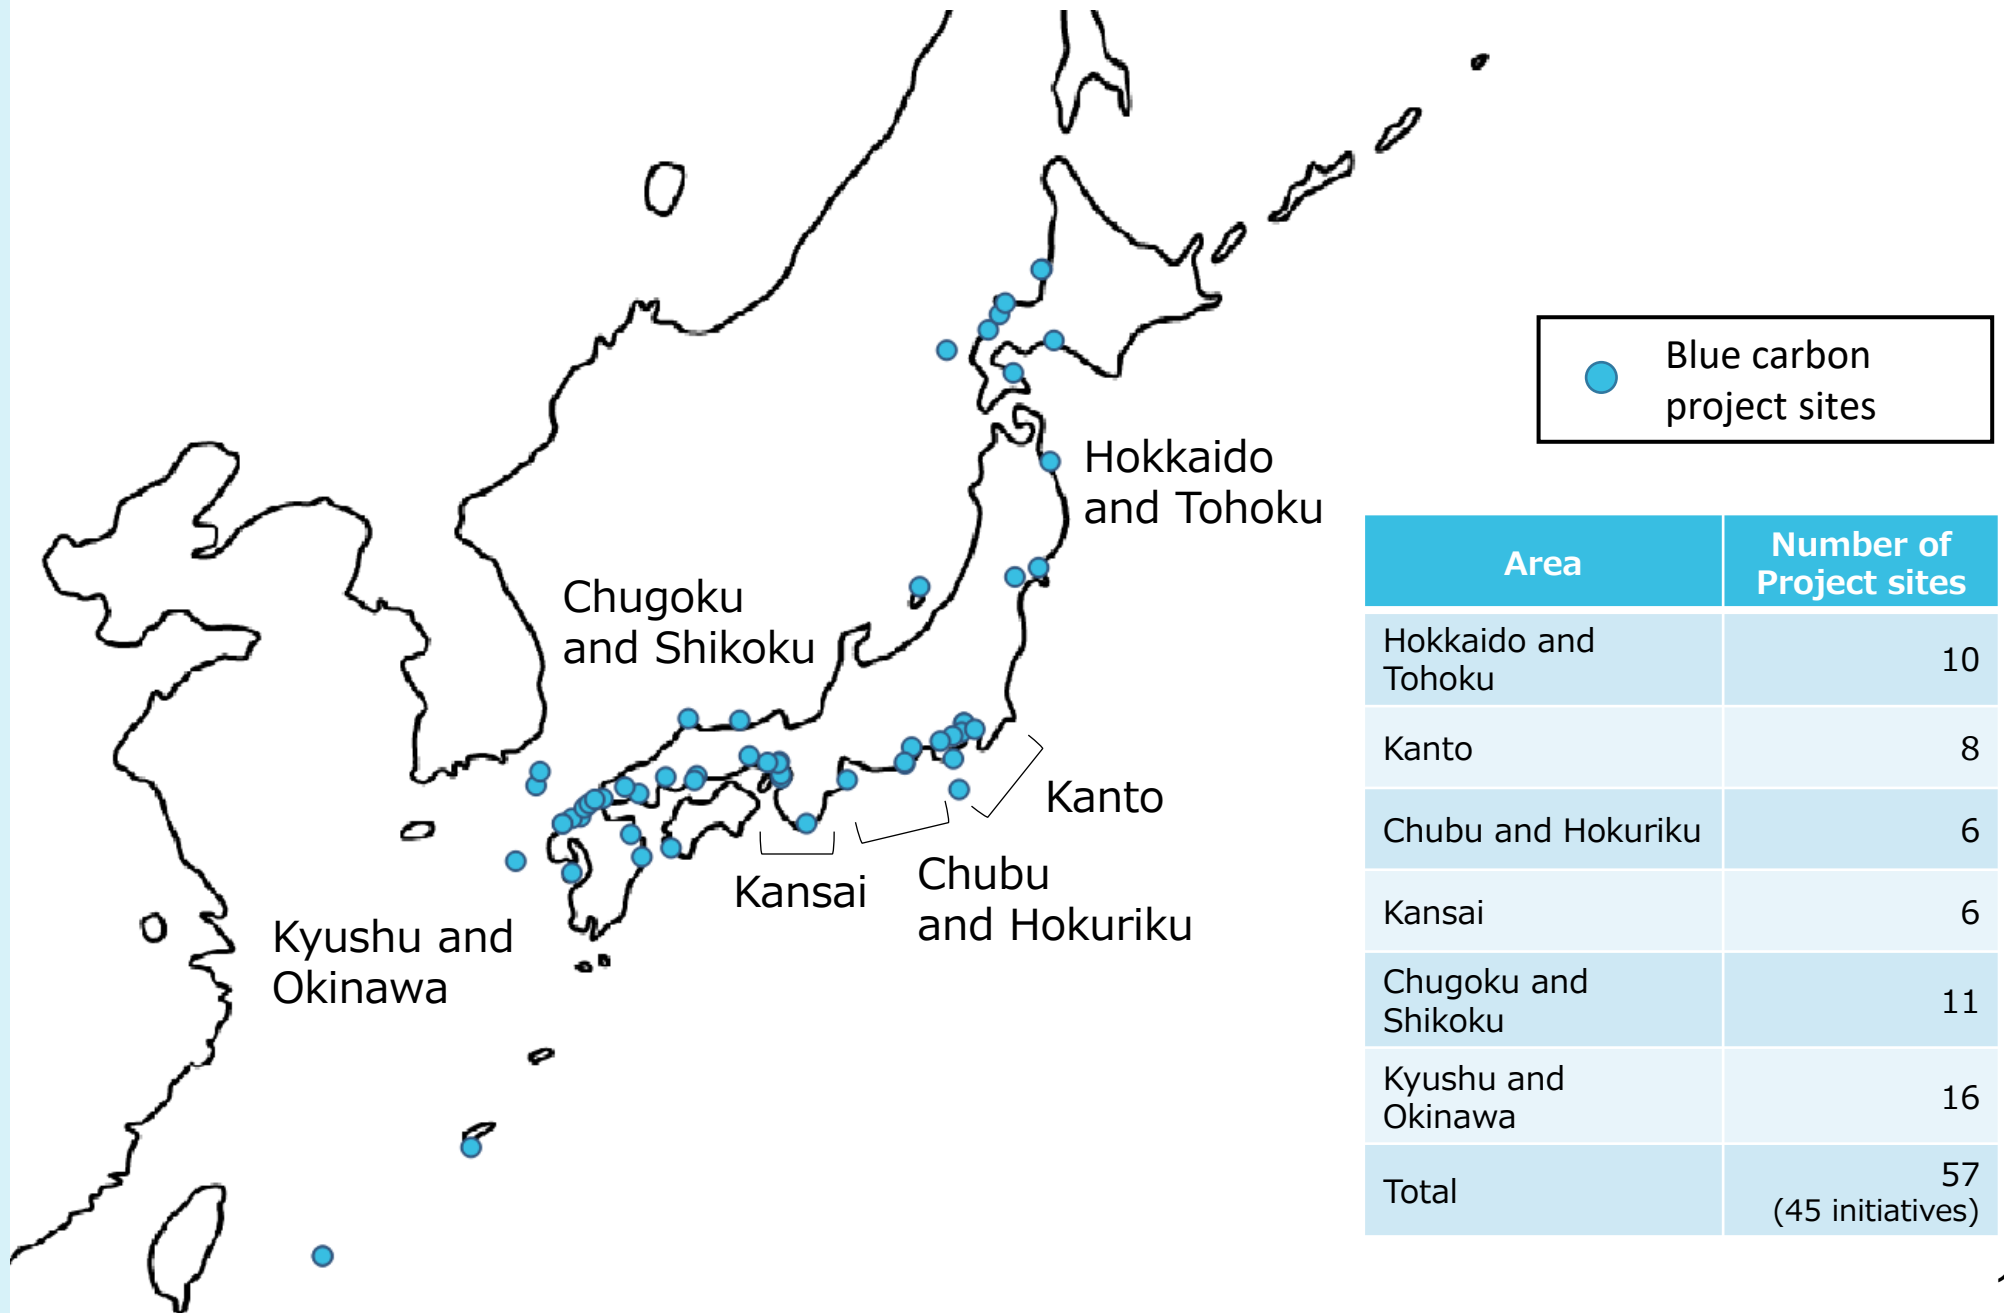 Blue carbon
project sites
Hokkaido
and Tohoku
Chugoku
and Shikoku
Kanto
Kansai
Chubu
and Hokuriku
Kyushu and
Okinawa
Area
Number of
Project sites
Hokkaido and
Tohoku
10
Kanto
8
Chubu and Hokuriku
6
Kansai
6
Chugoku and
Shikoku
11
Kyushu and
Okinawa
16
Total
57
(45 initiatives)